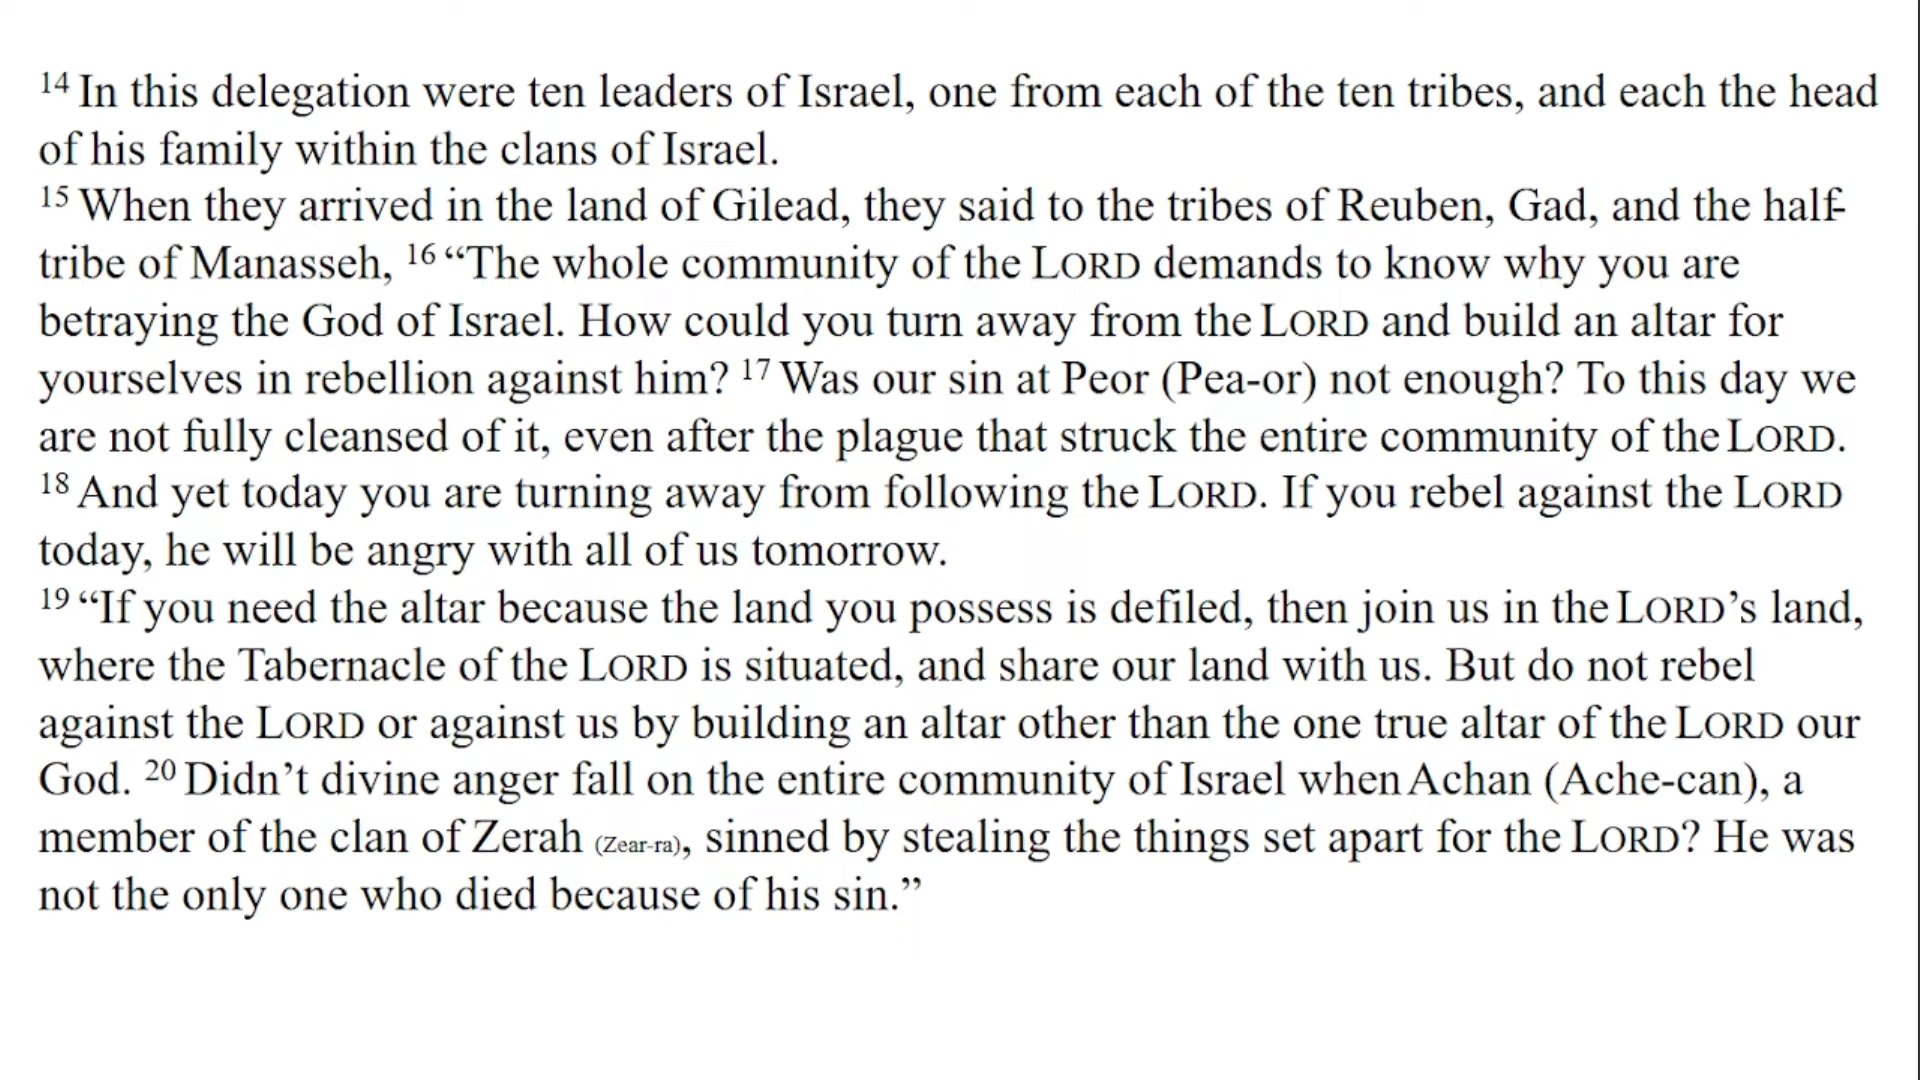 14 In this delegation were ten leaders of Israel, one from each of the ten tribes, and each the head
of his family within the clans of Israel.
15 When they arrived in the land of Gilead, they said to the tribes of Reuben, Gad, and the half-
tribe of Manasseh, 16 “The whole community of the LORD demands to know why you are
betraying the God of Israel. How could you turn away from the LORD and build an altar for
yourselves in rebellion against him? 17 Was our sin at Peor (Pea-or) not enough? To this day we
are not fully cleansed of it, even after the plague that struck the entire community of the LORD.
18 And yet today you are turning away from following the LORD. If you rebel against the LORD
today, he will be angry with all of us tomorrow.
19 “If you need the altar because the land you possess is defiled, then join us in the LORD’s land,
where the Tabernacle of the LORD is situated, and share our land with us. But do not rebel
against the LORD or against us by building an altar other than the one true altar of the LORD our
God. 20 Didn’t divine anger fall on the entire community of Israel when Achan (Ache-can), a
member of the clan of Zerah (Zear-ra), sinned by stealing the things set apart for the LORD? He was
not the only one who died because of his sin.”